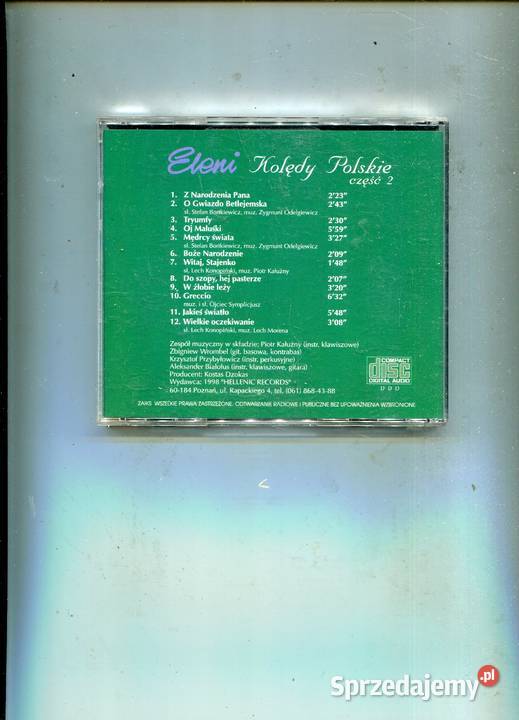 Eleni Kolędy Polskie
część 2
1. Z Narodzenia Pana 2'23"
2. O Gwiazdo Betlejemska 2'43"
sł. Stefan Bortkiewicz, muz. Zygmunt Odelgiewicz
3. Tryumfy 2'30"
4. Oj Maluśki 5'59"
5. Mędrcy świata 3'27"
sł. Stefan Bortkiewicz, muz. Zygmunt Odelgiewicz
6. Boże Narodzenie 2'09"
7. Witaj, Stajenko 1'48"
sł. Lech Konopiński, muz. Piotr Kałużny
8. Do szopy, hej pasterze 2'07"
9. W żłobie leży 3'20"
10. Greccio 6'32"
muz. i sł. Ojciec Symplicjusz
11. Jakieś światło 5'48"
12. Wielkie oczekiwanie 3'08"
sł. Lech Konopiński, muz. Lech Morena
Zespół muzyczny w składzie: Piotr Kałużny (instr. klawiszowe)
Zbigniew Wrombel (git. basowa, kontrabas)
Krzysztof Przybyłowicz (instr. perkusyjne)
Aleksander Białofus (instr. klawiszowe, gitara)
Producent: Kostas Dzokas
Wydawca: 1998 "HELLENIC RECORDS"
60-184 Poznań, ul. Rapackiego 4, tel. (061) 868-43-88
COMPACT
disc
DIGITAL AUDIO
DDD
ZAIKS WSZELKIE PRAWA ZASTRZEŻONE. ODTWARZANIE RADIOWE I PUBLICZNE BEZ UPOWAŻNIENIA WZBRONIONE.
Sprzedajemy.pl